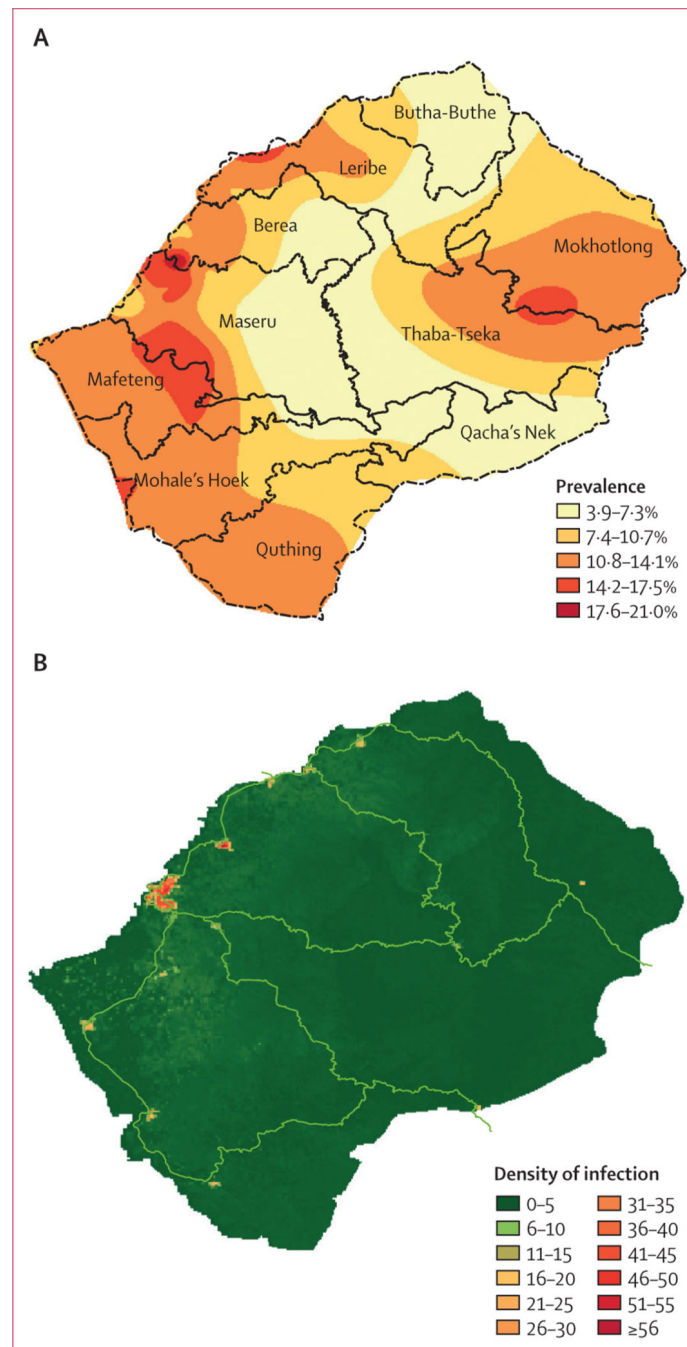 A
Butha-Buthe
Leribe
Berea
Mokhotlong
Maseru
Thaba-Tseka
Mafeteng
Qacha's Nek
Mohale's Hoek
Quthing
Prevalence
3·9–7·3%
7·4–10·7%
10·8–14·1%
14·2–17·5%
17·6–21·0%
B
Density of infection
0–5
6–10
11–15
16–20
21–25
26–30
31–35
36–40
41–45
46–50
51–55
≥56